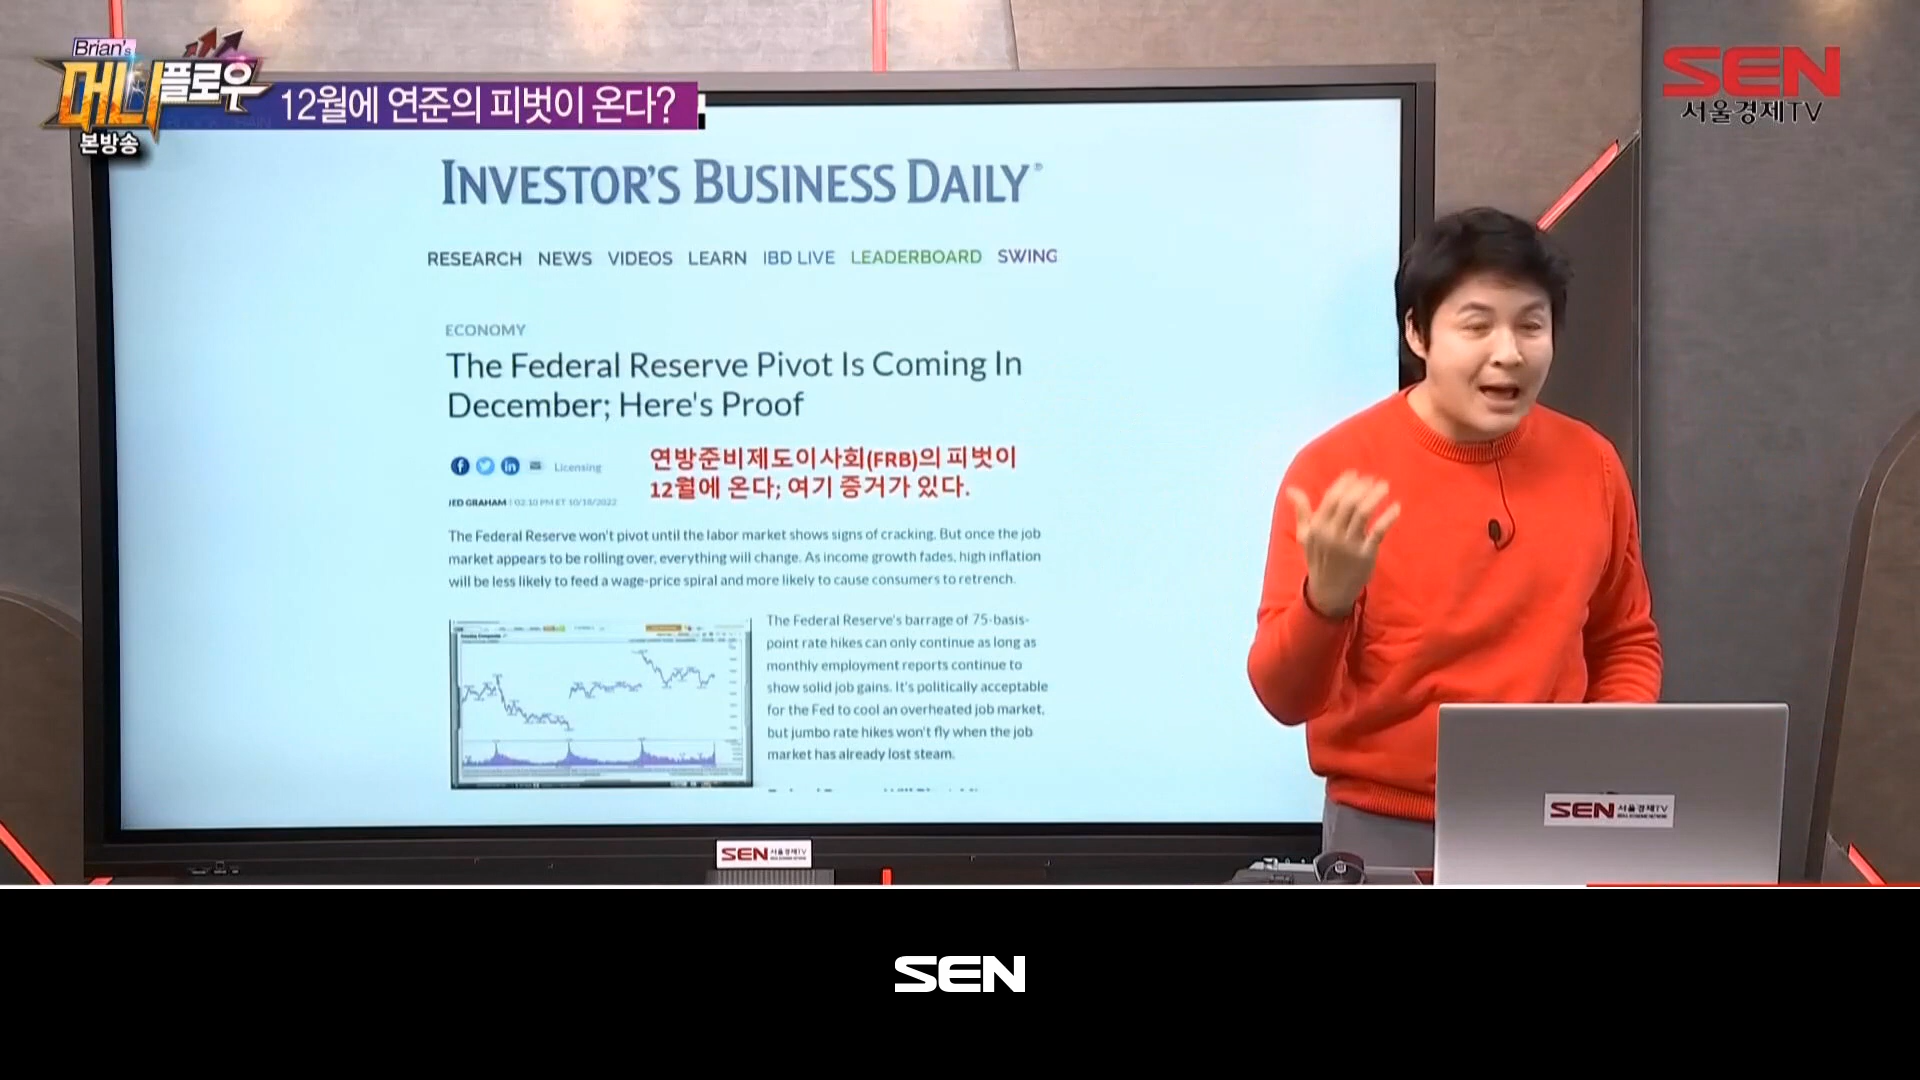 Brian's
머니플로우
본방송
12월에 연준의 피벗이 온다?
SEN
서울경제TV
INVESTOR'S BUSINESS DAILY®
RESEARCH NEWS VIDEOS LEARN IBD LIVE LEADERBOARD SWING
ECONOMY
The Federal Reserve Pivot Is Coming In
December; Here's Proof
Licensing
연방준비제도이사회(FRB)의 피벗이
12월에 온다; 여기 증거가 있다.
JED GRAHAM | 02:10 PM ET 10/18/2022
The Federal Reserve won't pivot until the labor market shows signs of cracking. But once the job
market appears to be rolling over, everything will change. As income growth fades, high inflation
will be less likely to feed a wage-price spiral and more likely to cause consumers to retrench.
The Federal Reserve's barrage of 75-basis-
point rate hikes can only continue as long as
monthly employment reports continue to
show solid job gains. It's politically acceptable
for the Fed to cool an overheated job market,
but jumbo rate hikes won't fly when the job
market has already lost steam.
SEN 서울경제TV
SEN 서울경제TV
SEN